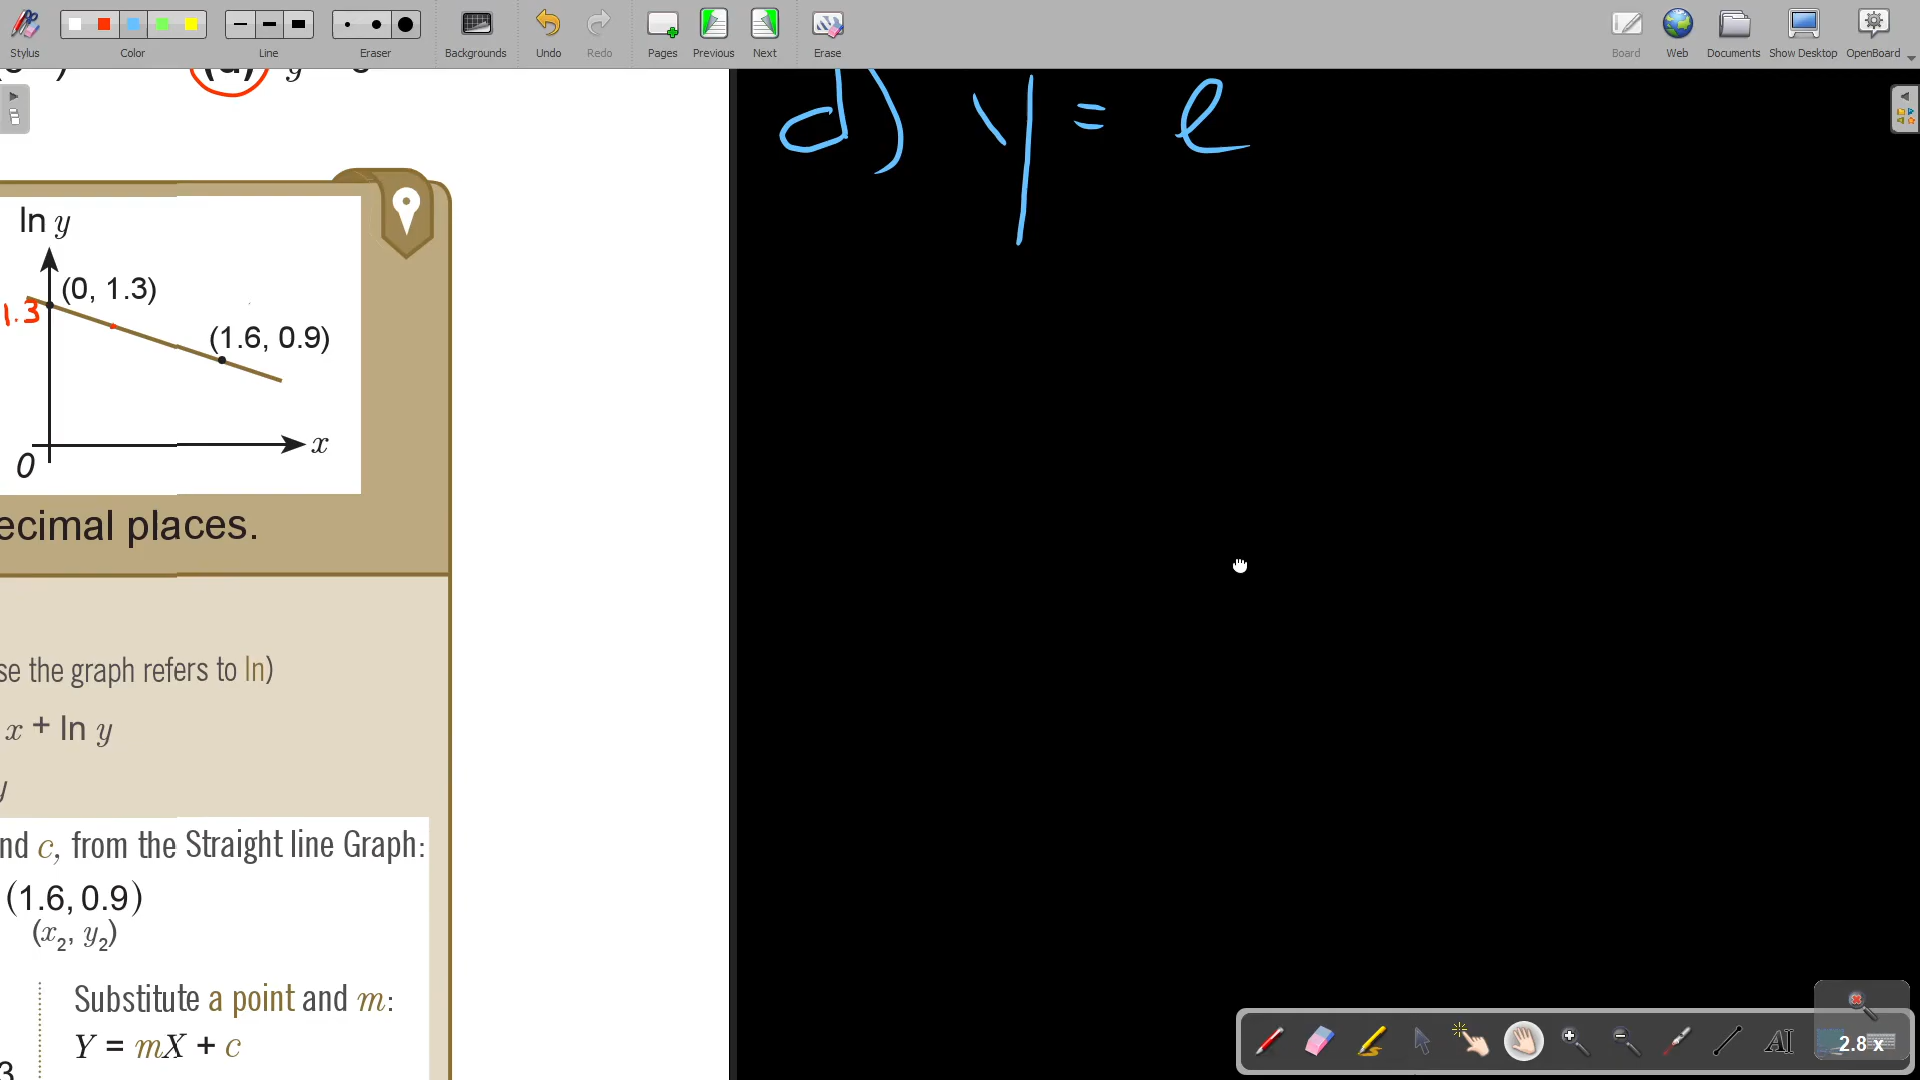 Stylus Color Line Eraser Backgrounds Undo Redo Pages Previous Next Erase Board Web Documents Show Desktop OpenBoard
(d) y
ln y
(0, 1.3)
1.3
(1.6, 0.9)
x
0
ecimal places.
se the graph refers to ln)
x + ln y
y
nd c, from the Straight line Graph:
(1.6, 0.9)
(x2, y2)
Substitute a point and m:
Y = mX + c
3
d) y = e
2.8 x